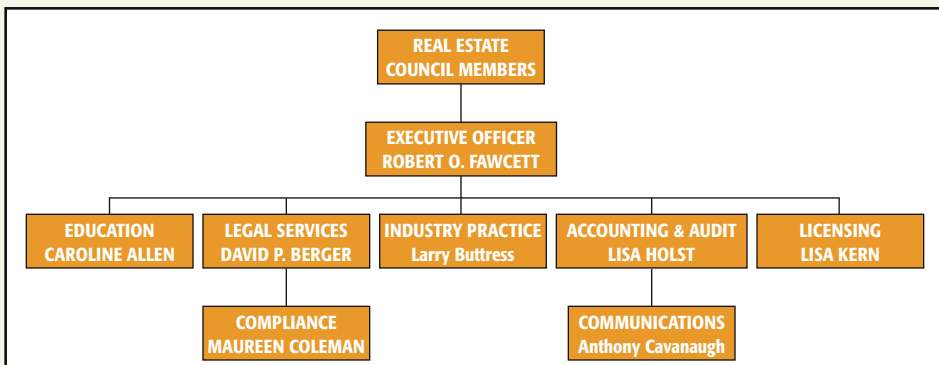 REAL ESTATE
COUNCIL MEMBERS
EXECUTIVE OFFICER
ROBERT O. FAWCETT
EDUCATION
CAROLINE ALLEN
LEGAL SERVICES
DAVID P. BERGER
INDUSTRY PRACTICE
Larry Buttress
ACCOUNTING & AUDIT
LISA HOLST
LICENSING
LISA KERN
COMPLIANCE
MAUREEN COLEMAN
COMMUNICATIONS
Anthony Cavanaugh